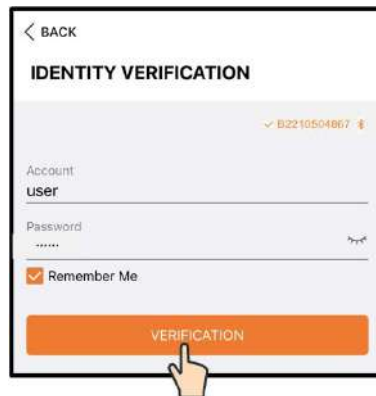 BACK
IDENTITY VERIFICATION
B2210504867
Account
user
Password
......
Remember Me
VERIFICATION